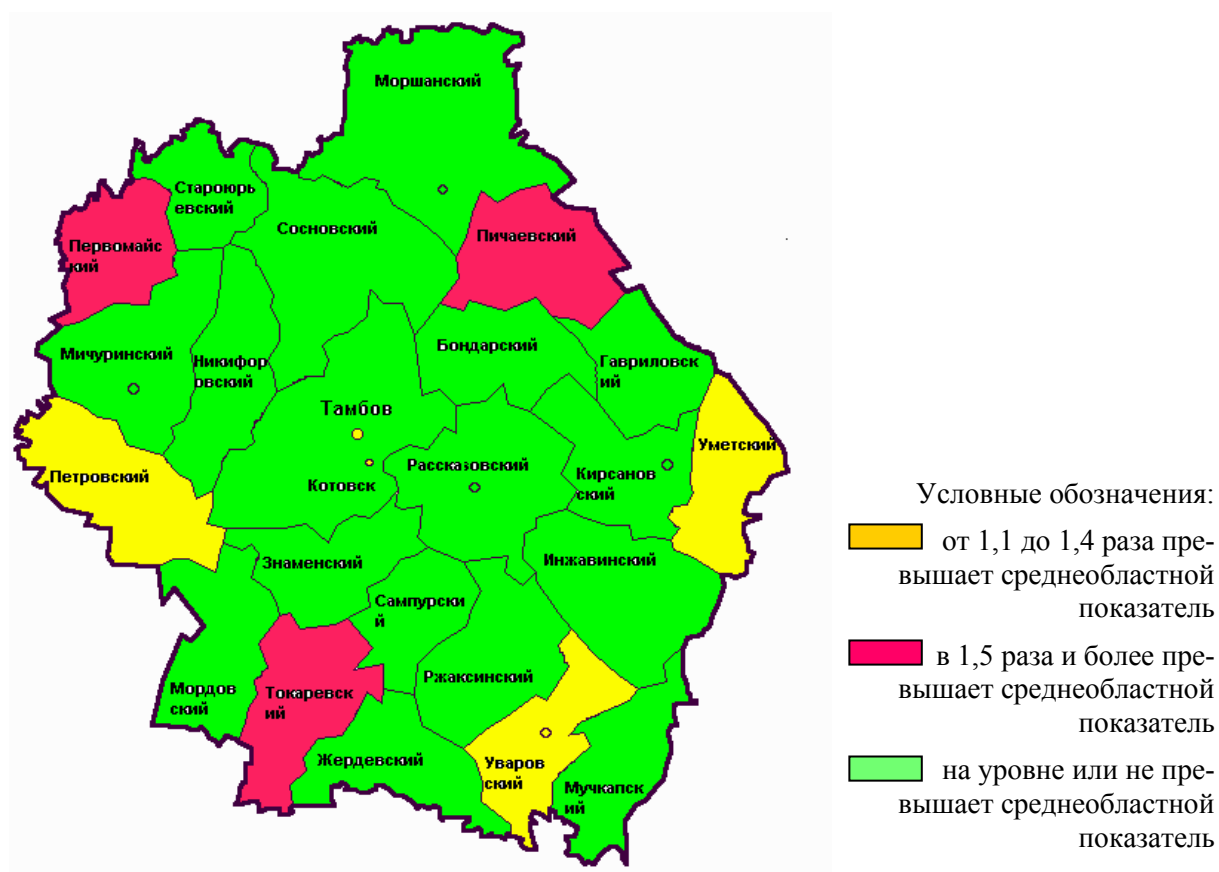 Моршанский
Староюрь
евский
Сосновский
Пичаевский
Первомайс
кий
Мичуринский
Никифор
овский
Бондарский
Гавриловск
ий
Тамбов
Уметский
Петровский
Рассказовский
Кирсанов
ский
Котовск
Знаменский
Инжавинский
Сампурски
й
Мордов
ский
Токаревск
ий
Ржаксинский
Жердевский
Уваров
ский
Мучкапск
ий
Условные обозначения:
от 1,1 до 1,4 раза пре-
вышает среднеобластной
показатель
в 1,5 раза и более пре-
вышает среднеобластной
показатель
на уровне или не пре-
вышает среднеобластной
показатель